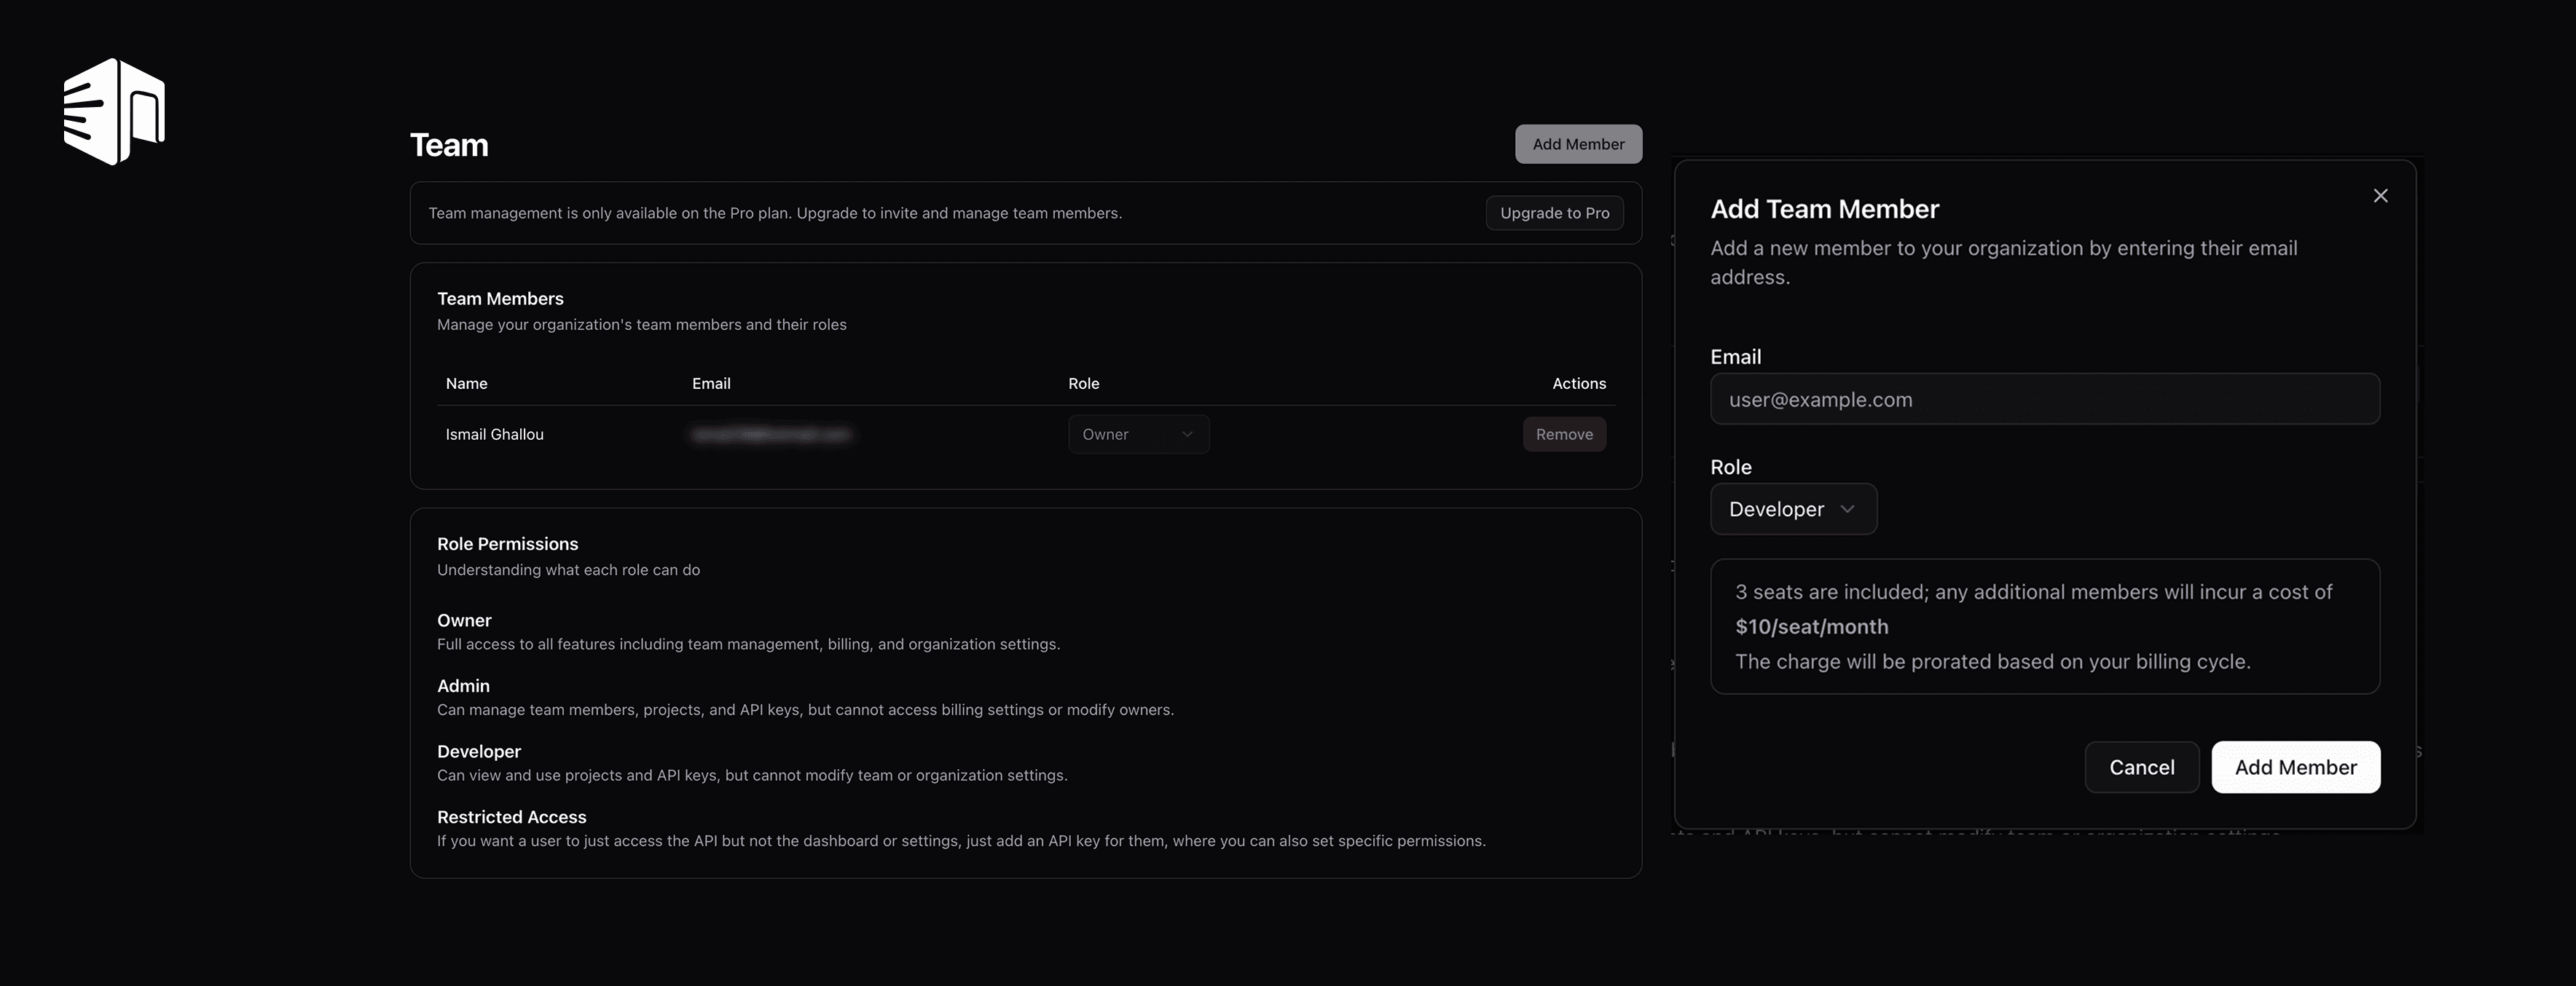 Team
Add Member
Team management is only available on the Pro plan. Upgrade to invite and manage team members.
Upgrade to Pro
Team Members
Manage your organization's team members and their roles
Name Email Role Actions
Ismail Ghallou Owner Remove
Role Permissions
Understanding what each role can do
Owner
Full access to all features including team management, billing, and organization settings.
Admin
Can manage team members, projects, and API keys, but cannot access billing settings or modify owners.
Developer
Can view and use projects and API keys, but cannot modify team or organization settings.
Restricted Access
If you want a user to just access the API but not the dashboard or settings, just add an API key for them, where you can also set specific permissions.
Add Team Member
Add a new member to your organization by entering their email
address.
Email
user@example.com
Role
Developer
3 seats are included; any additional members will incur a cost of
$10/seat/month
The charge will be prorated based on your billing cycle.
Cancel
Add Member